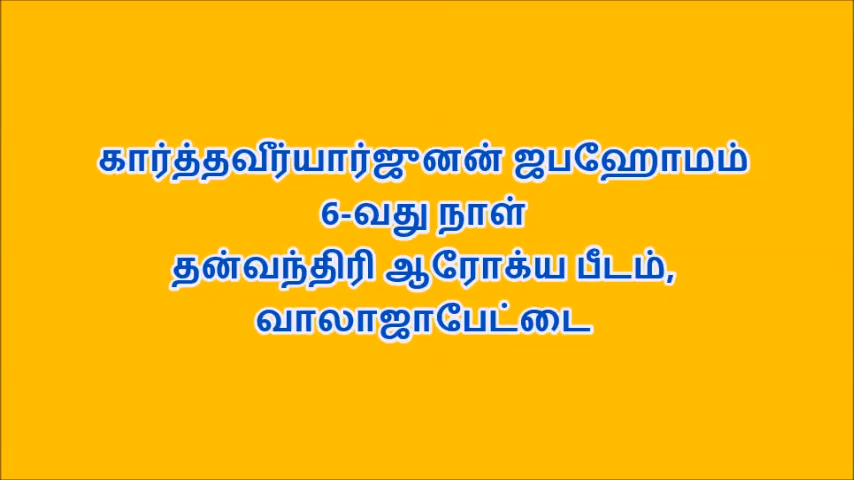 கார்த்தவீர்யார்ஜுனன் ஜபஹோமம்
6-வது நாள்
தன்வந்திரி ஆரோக்ய பீடம்,
வாலாஜாபேட்டை